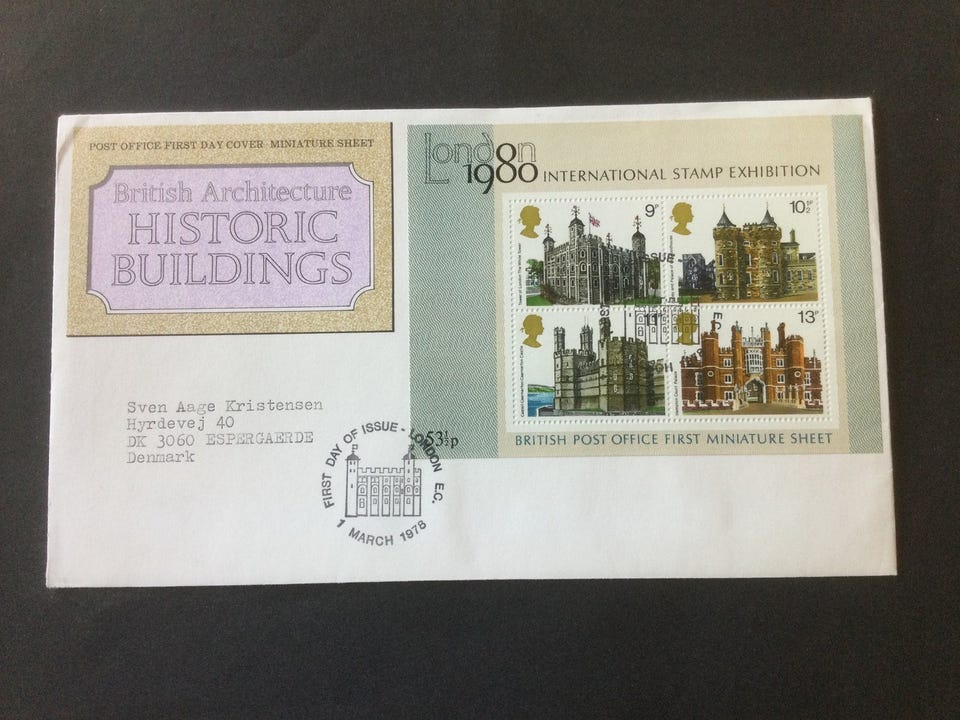 POST OFFICE FIRST DAY COVER MINIATURE SHEET
British Architecture
HISTORIC
BUILDINGS
London
1980 INTERNATIONAL STAMP EXHIBITION
9p
10½p
11
13p
ISSUE -
E.C.
53½p
BRITISH POST OFFICE FIRST MINIATURE SHEET
Sven Aage Kristensen
Hyrdevej 40
DK 3060 ESPERGAERDE
Denmark
FIRST DAY OF ISSUE - LONDON E.C.
1 MARCH 1978